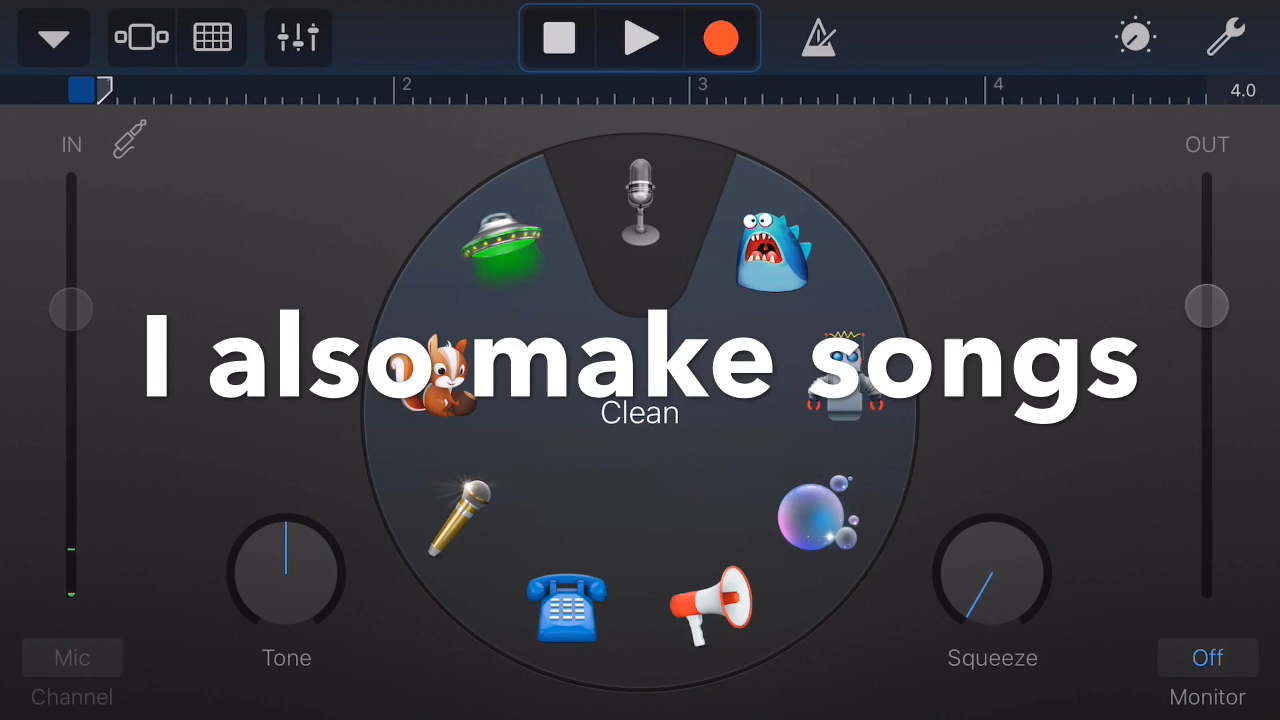 2
3
4
4.0
IN
OUT
I also make songs
Clean
Tone
Squeeze
Mic
Channel
Off
Monitor